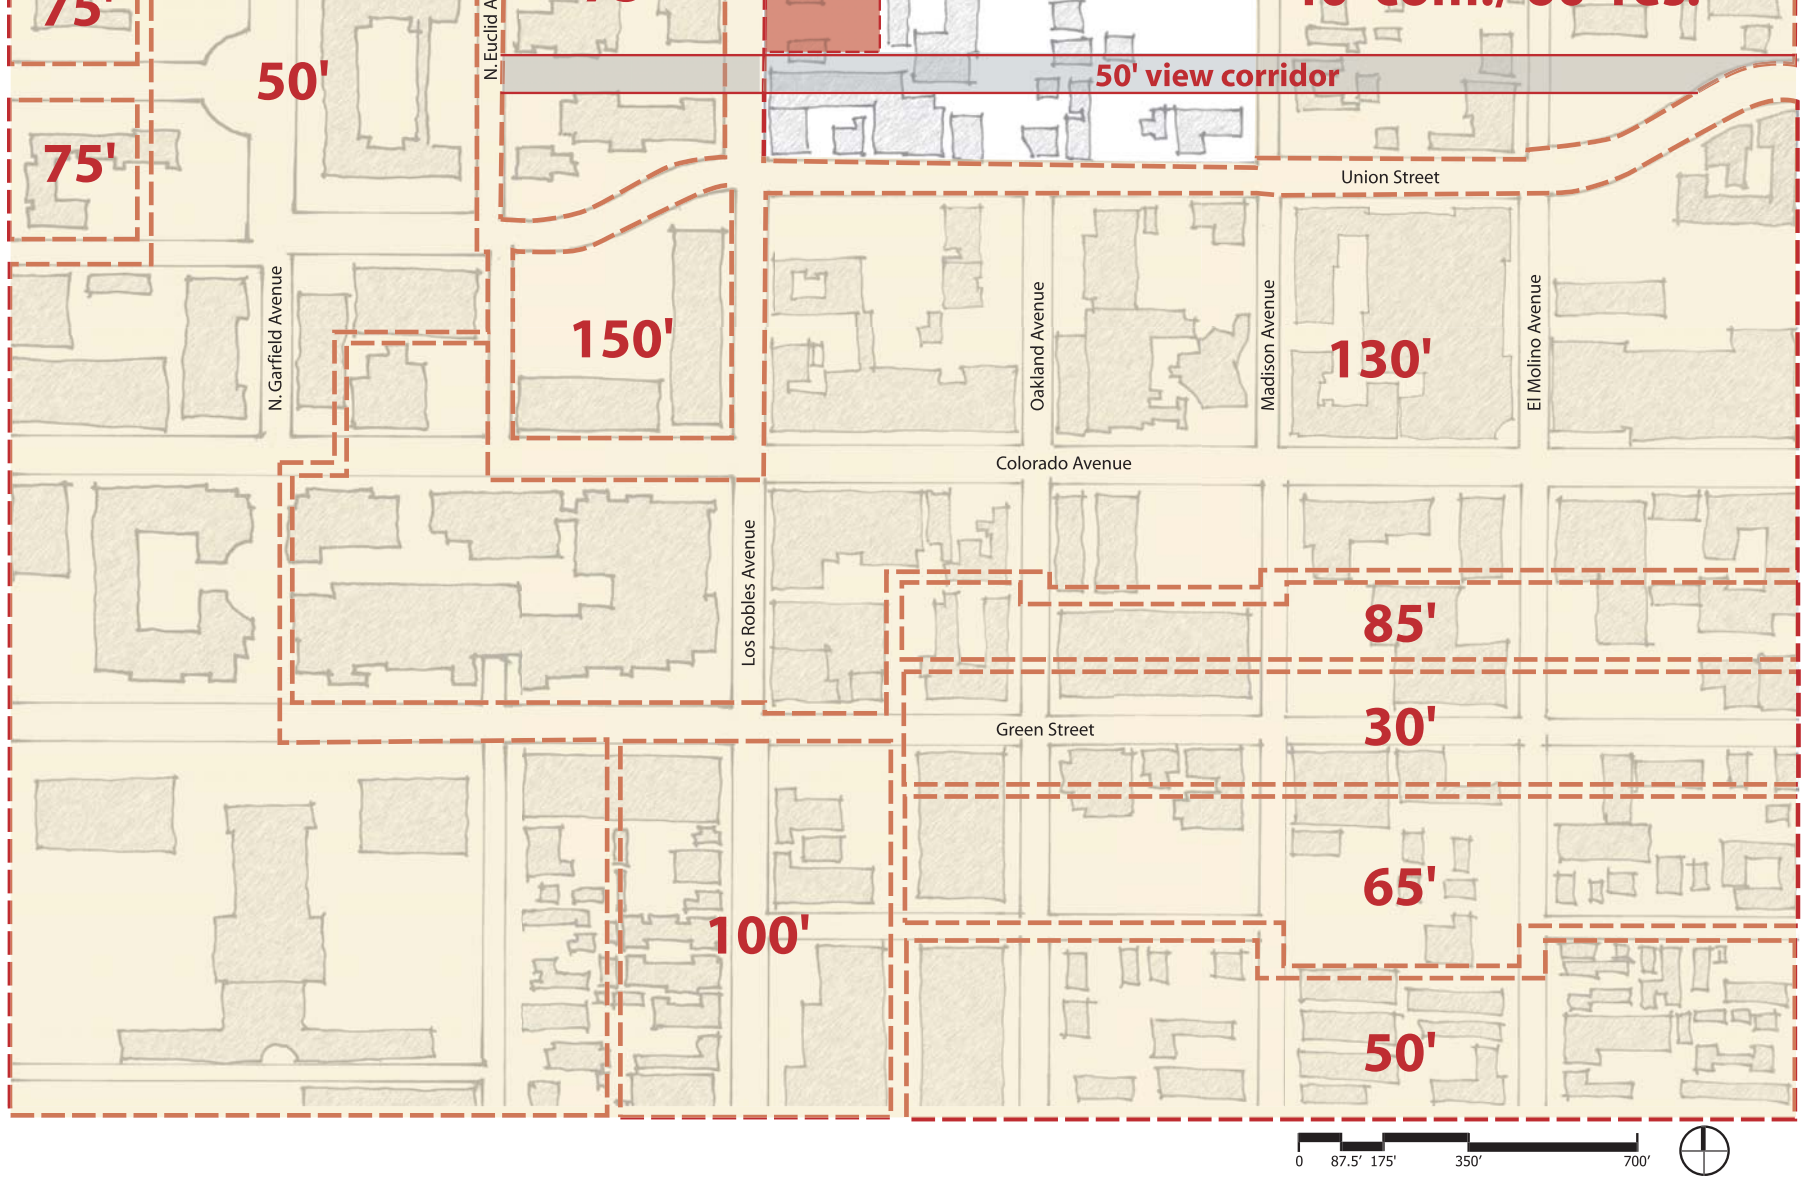 75'
N. Euclid A
50'
50' view corridor
75'
Union Street
N. Garfield Avenue
150'
Oakland Avenue
Madison Avenue
130'
El Molino Avenue
Colorado Avenue
Los Robles Avenue
85'
Green Street
30'
65'
100'
50'
0 87.5' 175' 350' 700'